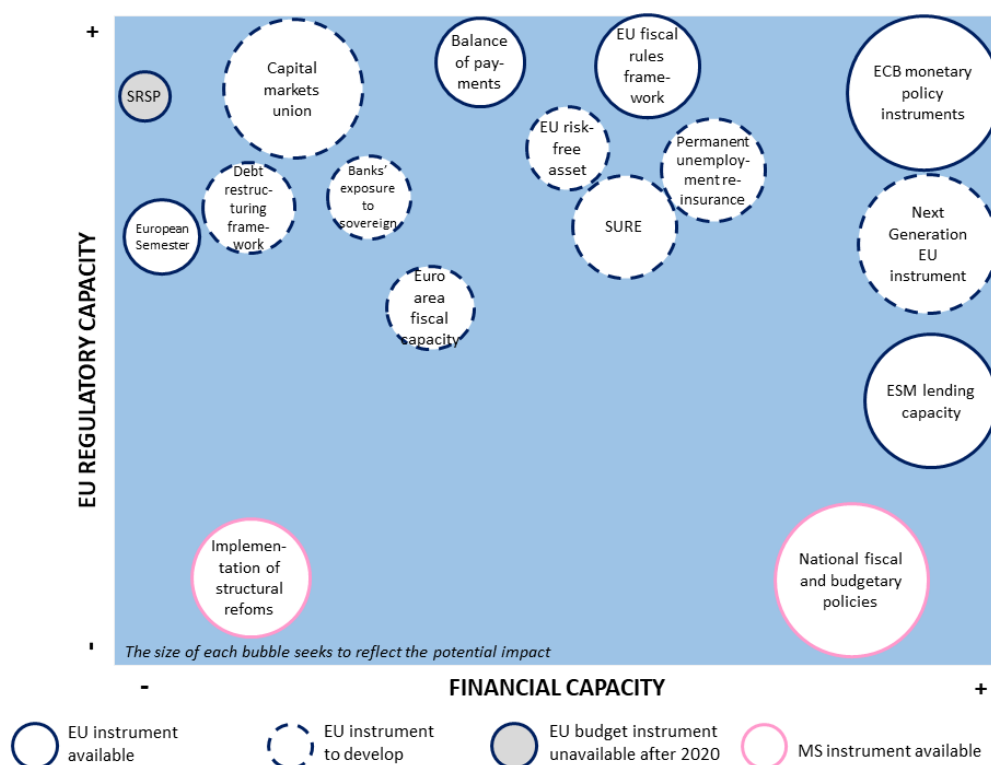 +
SRSP
Capital
markets
union
Balance
of pay-
ments
EU fiscal
rules
frame-
work
ECB monetary
policy
instruments
EU risk-
free
asset
Permanent
unemploy-
ment re-
insurance
Debt
restruc-
turing
frame-
work
Banks'
exposure
to
sovereign
European
Semester
SURE
Next
Generation
EU
instrument
Euro
area
fiscal
capacity
ESM lending
capacity
EU REGULATORY CAPACITY
Implemen-
tation of
structural
refoms
National fiscal
and budgetary
policies
-
The size of each bubble seeks to reflect the potential impact
-
FINANCIAL CAPACITY
+
EU instrument
available
EU instrument
to develop
EU budget instrument
unavailable after 2020
MS instrument available